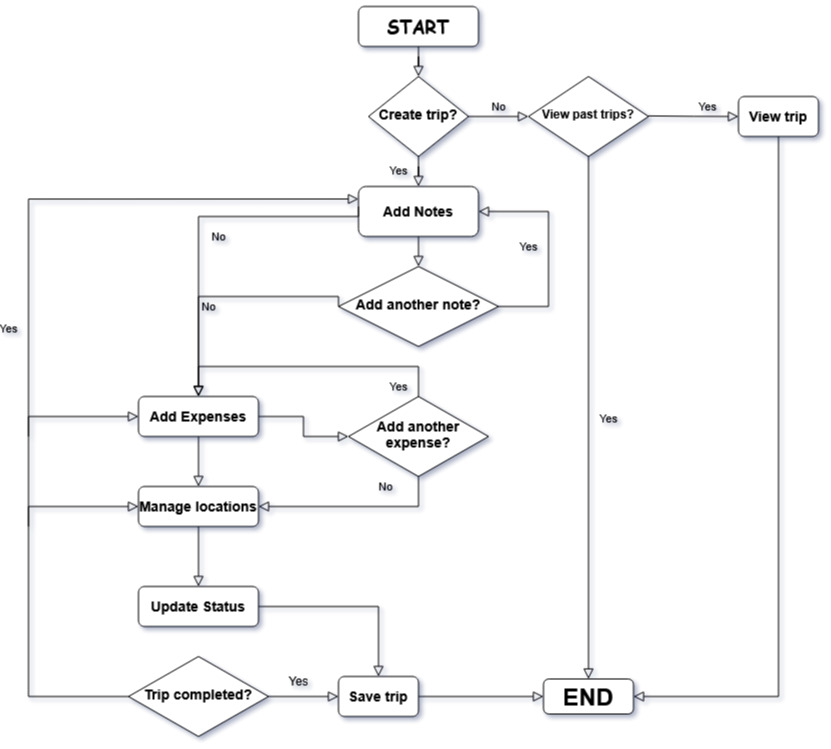 START
Create trip?
No
View past trips?
Yes
View trip
Yes
Add Notes
No
Yes
Add another note?
No
Yes
Yes
Add Expenses
Add another
expense?
Yes
No
Manage locations
Update Status
Trip completed?
Yes
Save trip
END